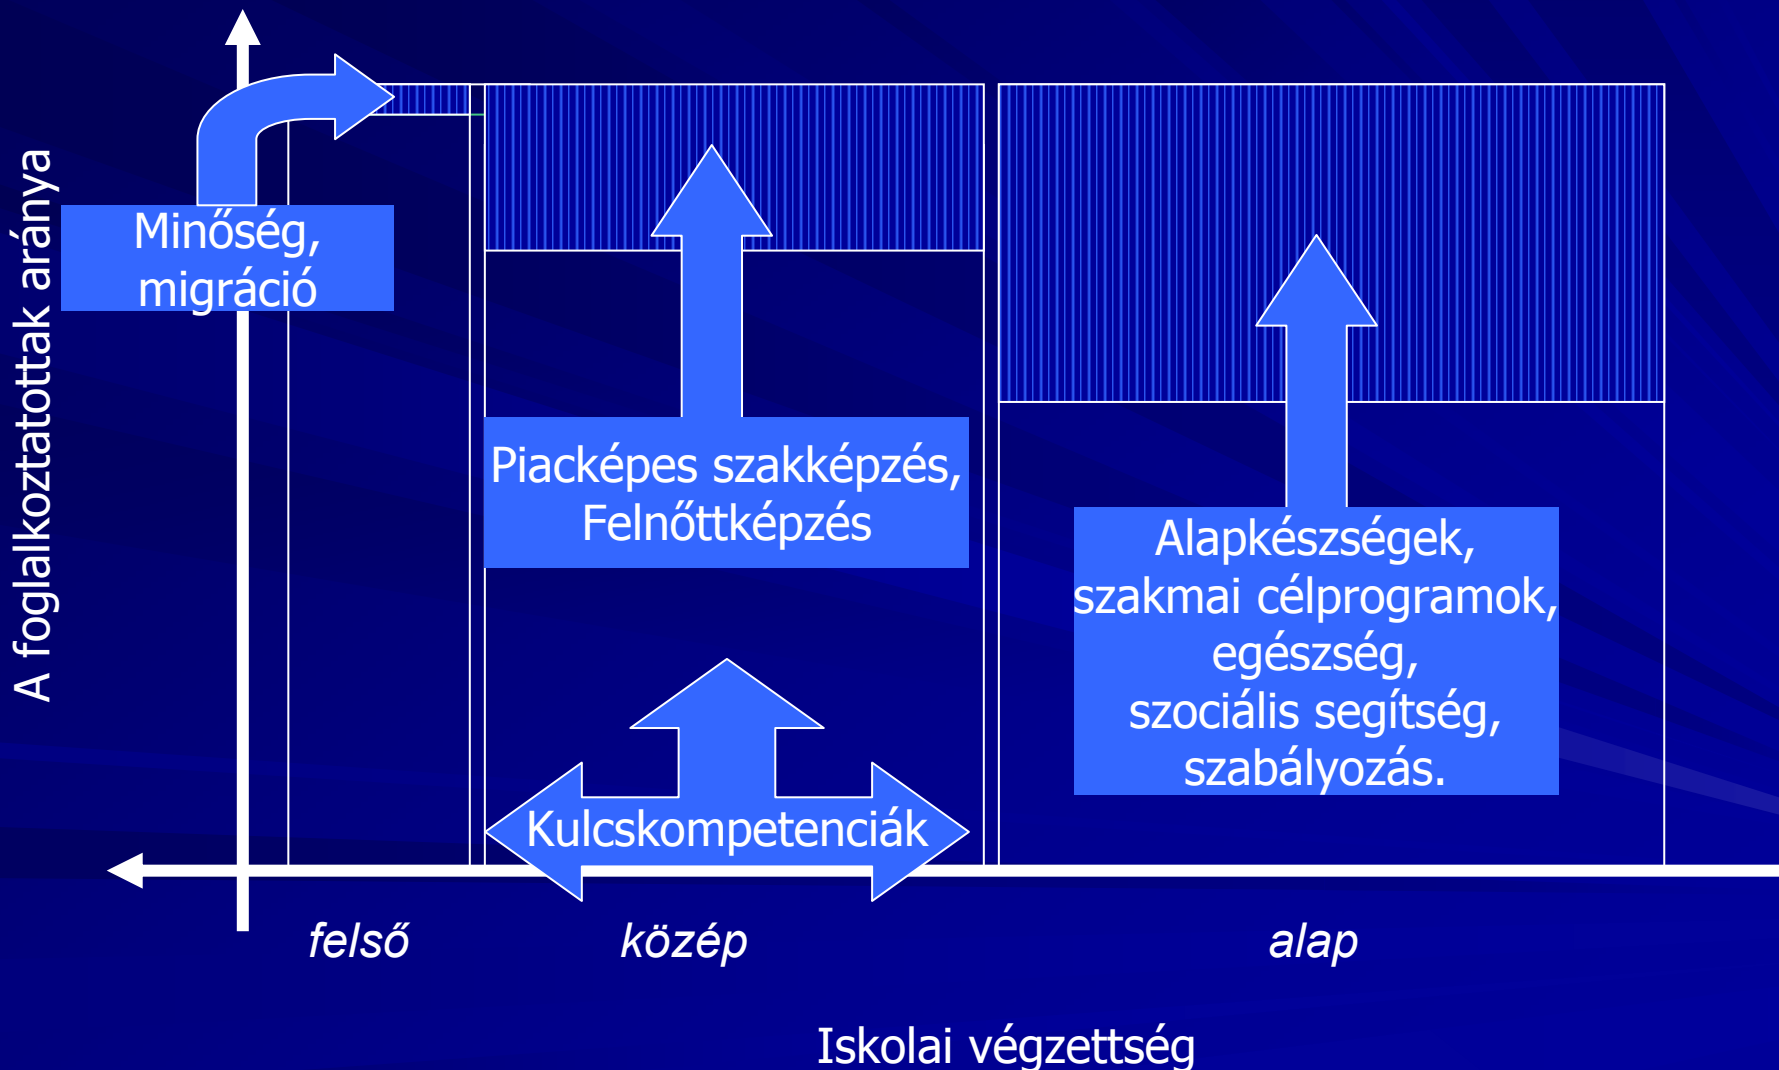 A foglalkoztatottak aránya
Minőség,
migráció
Piacképes szakképzés,
Felnőttképzés
Alapkészségek,
szakmai célprogramok,
egészség,
szociális segítség,
szabályozás.
Kulcskompetenciák
felső
közép
alap
Iskolai végzettség